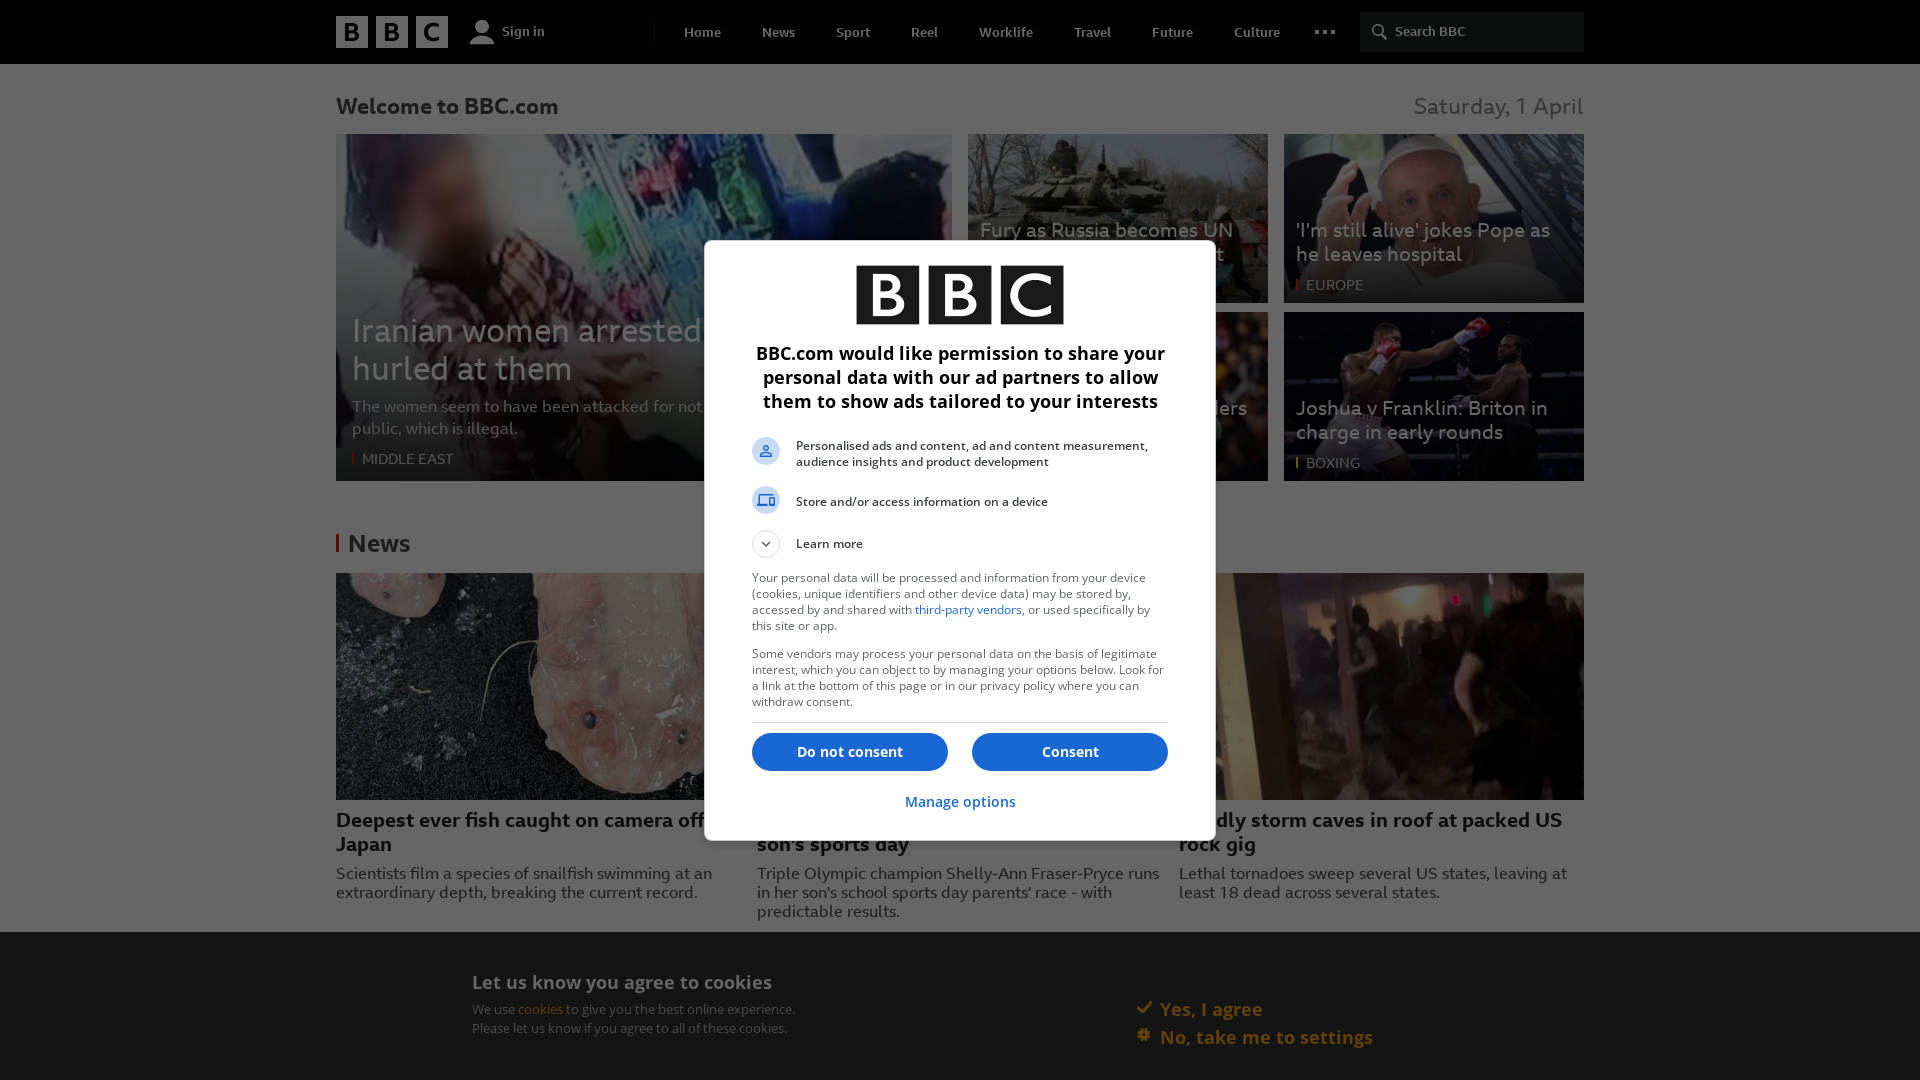 BBC
Sign in
Home
News
Sport
Reel
Worklife
Travel
Future
Culture
Search BBC
Welcome to BBC.com
Saturday, 1 April
Iranian women arrested
hurled at them
The women seem to have been attacked for not
public, which is illegal.
MIDDLE EAST
Fury as Russia becomes UN
'I'm still alive' jokes Pope as
he leaves hospital
EUROPE
Joshua v Franklin: Briton in
charge in early rounds
BOXING
BBC
BBC.com would like permission to share your
personal data with our ad partners to allow
them to show ads tailored to your interests
Personalised ads and content, ad and content measurement,
audience insights and product development
Store and/or access information on a device
Learn more
Your personal data will be processed and information from your device
(cookies, unique identifiers and other device data) may be stored by,
accessed by and shared with third-party vendors, or used specifically by
this site or app.
Some vendors may process your personal data on the basis of legitimate
interest, which you can object to by managing your options below. Look for
a link at the bottom of this page or in our privacy policy where you can
withdraw consent.
Do not consent
Consent
Manage options
News
Deepest ever fish caught on camera off
Japan
Scientists film a species of snailfish swimming at an
extraordinary depth, breaking the current record.
son's sports day
Triple Olympic champion Shelly-Ann Fraser-Pryce runs
in her son's school sports day parents' race - with
predictable results.
dly storm caves in roof at packed US
rock gig
Lethal tornadoes sweep several US states, leaving at
least 18 dead across several states.
Let us know you agree to cookies
We use cookies to give you the best online experience.
Please let us know if you agree to all of these cookies.
Yes, I agree
No, take me to settings